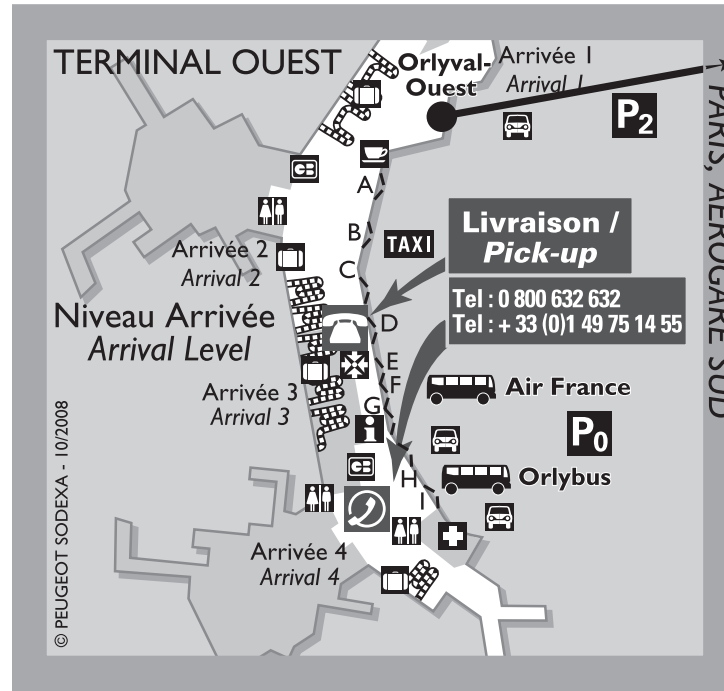 TERMINAL OUEST
Orlyval-
Ouest
Arrivée 1
Arrival 1
P2
A
B
TAXI
C
Livraison /
Pick-up
Arrivée 2
Arrival 2
Tel : 0 800 632 632
Tel : + 33 (0)1 49 75 14 55
Niveau Arrivée
Arrival Level
D
E
F
Air France
Arrivée 3
Arrival 3
G
i
P0
H
I
Orlybus
Arrivée 4
Arrival 4
PARIS, AEROGARE SUD
© PEUGEOT SODEXA - 10/2008